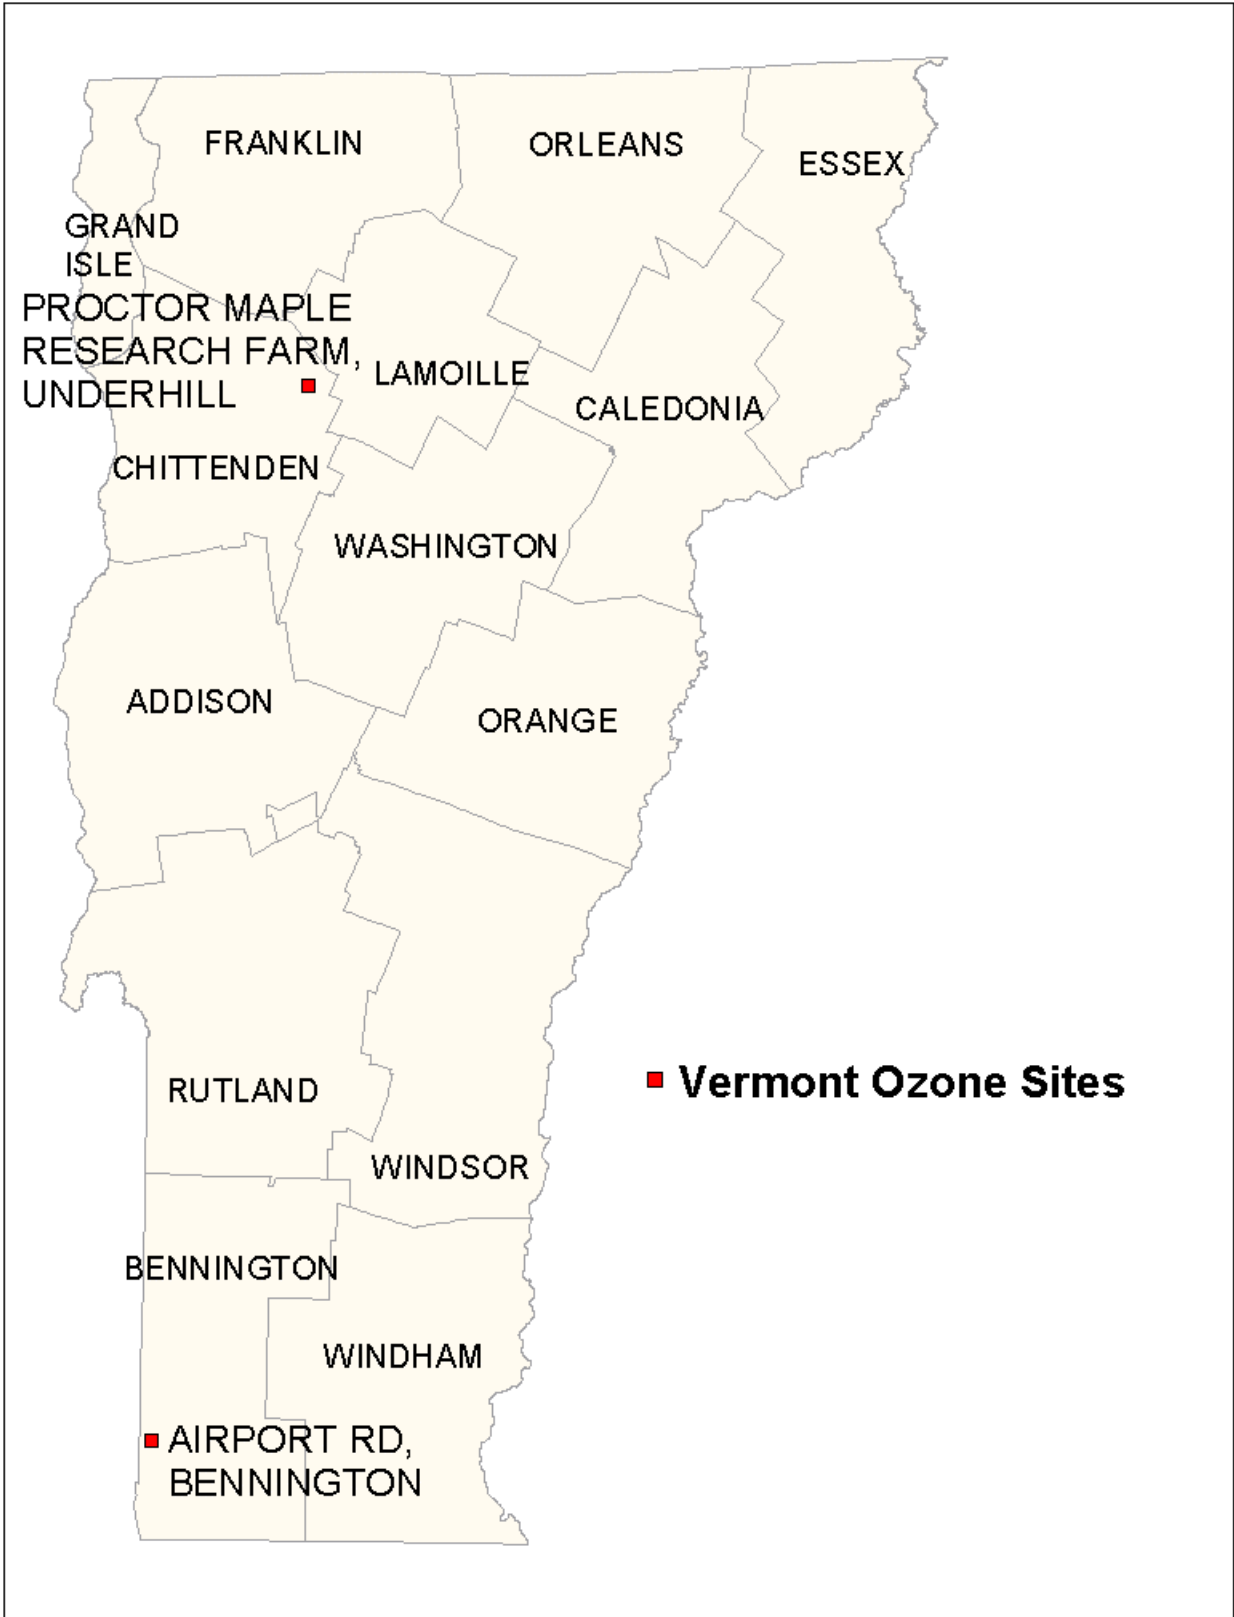 FRANKLIN
ORLEANS
ESSEX
GRAND
ISLE
PROCTOR MAPLE
RESEARCH FARM,
UNDERHILL
LAMOILLE
CALEDONIA
CHITTENDEN
WASHINGTON
ADDISON
ORANGE
Vermont Ozone Sites
RUTLAND
WINDSOR
BENNINGTON
WINDHAM
AIRPORT RD,
BENNINGTON